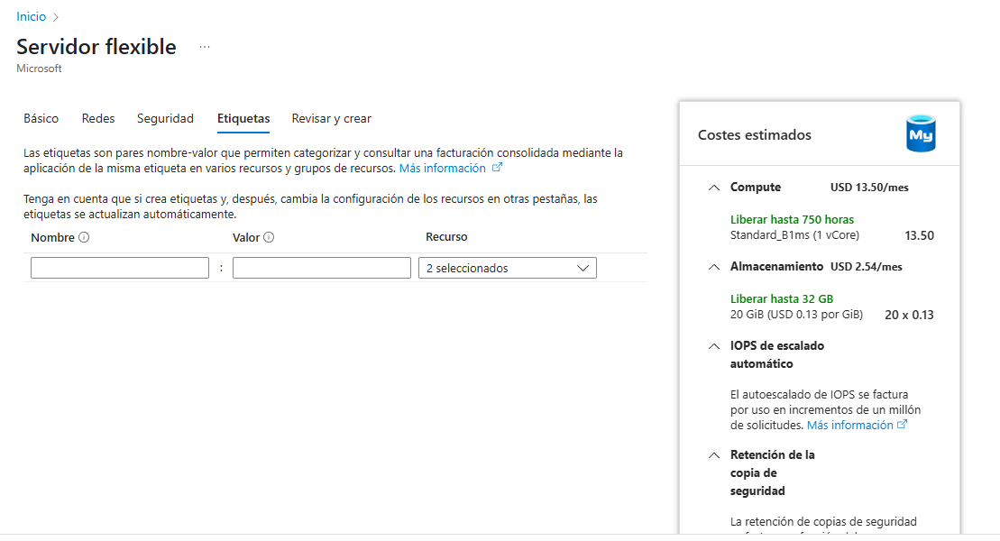 Inicio
Servidor flexible ...
Microsoft
Básico Redes Seguridad Etiquetas Revisar y crear
Las etiquetas son pares nombre-valor que permiten categorizar y consultar una facturación consolidada mediante la
aplicación de la misma etiqueta en varios recursos y grupos de recursos. Más información
Tenga en cuenta que si crea etiquetas y, después, cambia la configuración de los recursos en otras pestañas, las
etiquetas se actualizan automáticamente.
Nombre Valor Recurso
: 2 seleccionados
Costes estimados
My
Compute USD 13.50/mes
Liberar hasta 750 horas
Standard_B1ms (1 vCore) 13.50
Almacenamiento USD 2.54/mes
Liberar hasta 32 GB
20 GiB (USD 0.13 por GiB) 20 x 0.13
IOPS de escalado
automático
El autoescalado de IOPS se factura
por uso en incrementos de un millón
de solicitudes. Más información
Retención de la
copia de
seguridad
La retención de copias de seguridad